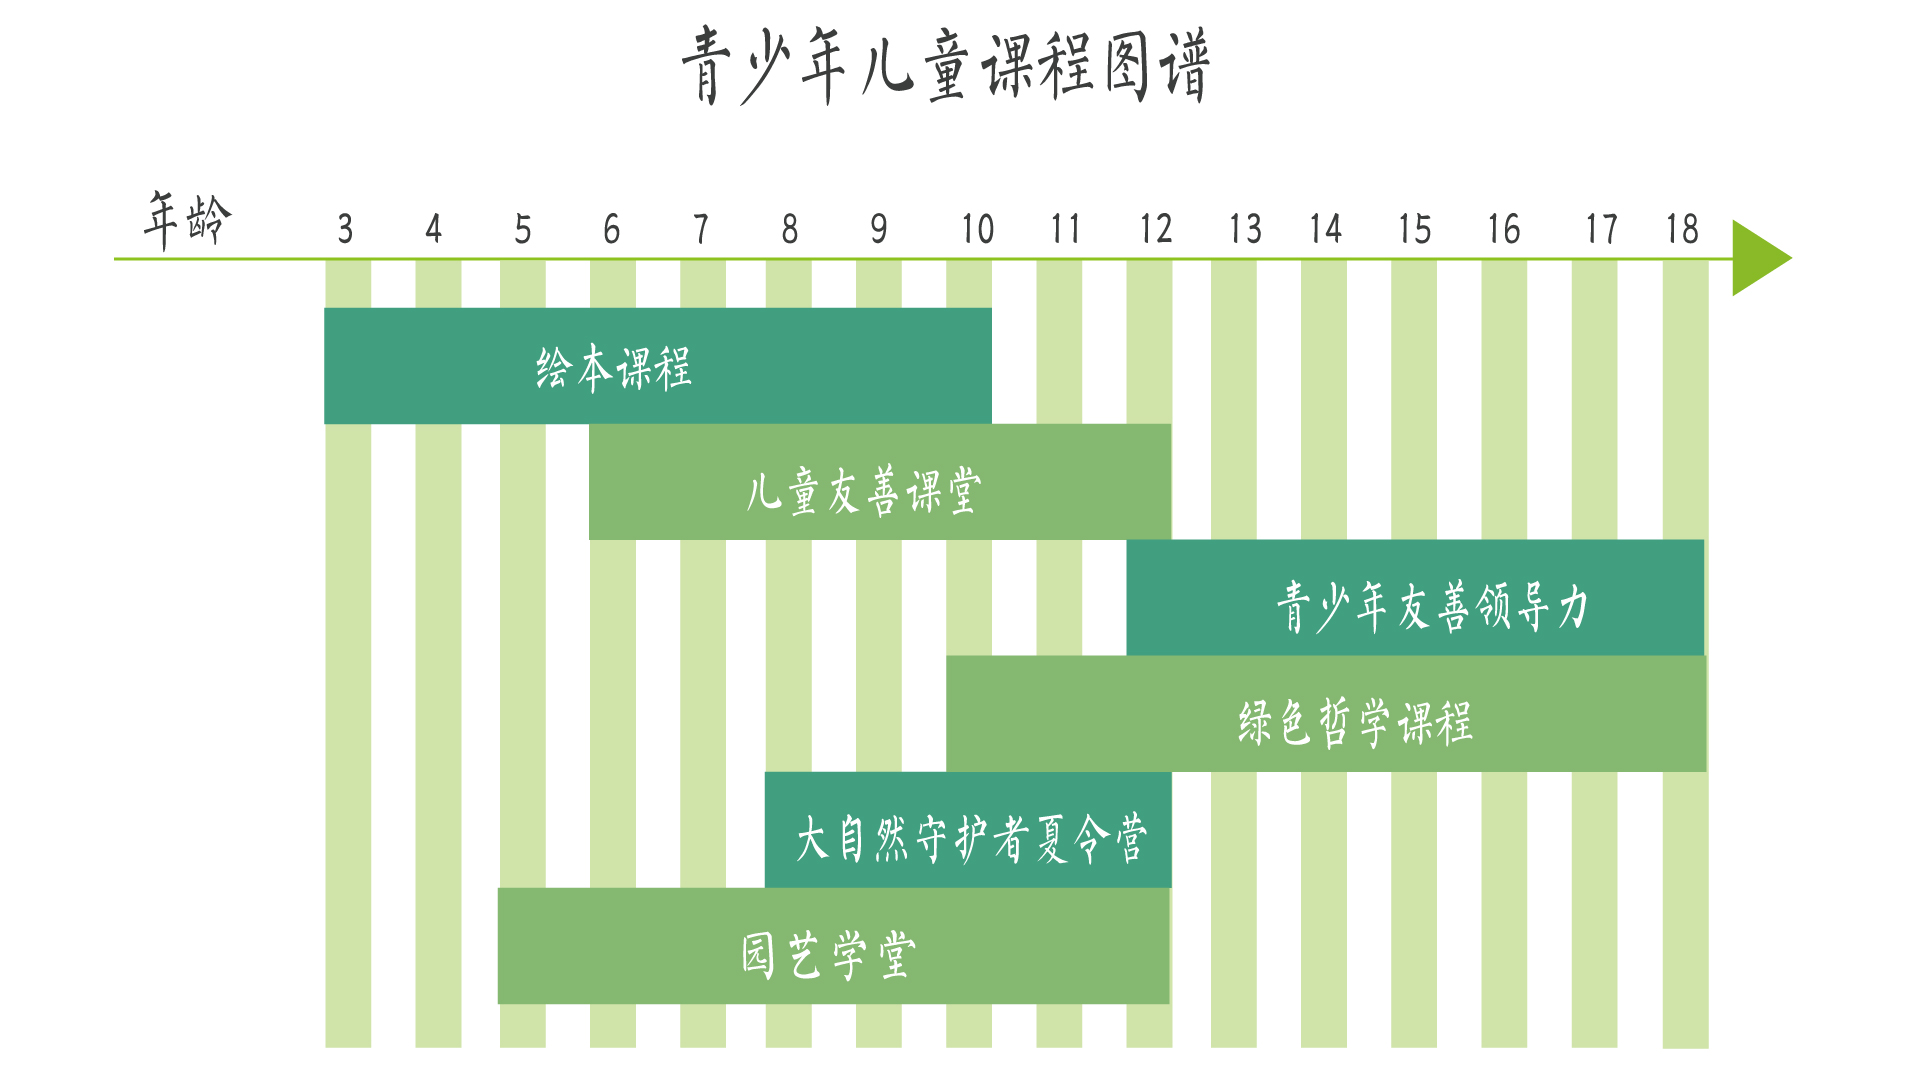 青少年儿童课程图谱
年龄 3 4 5 6 7 8 9 10 11 12 13 14 15 16 17 18
绘本课程
儿童友善课堂
青少年友善领导力
绿色哲学课程
大自然守护者夏令营
园艺学堂